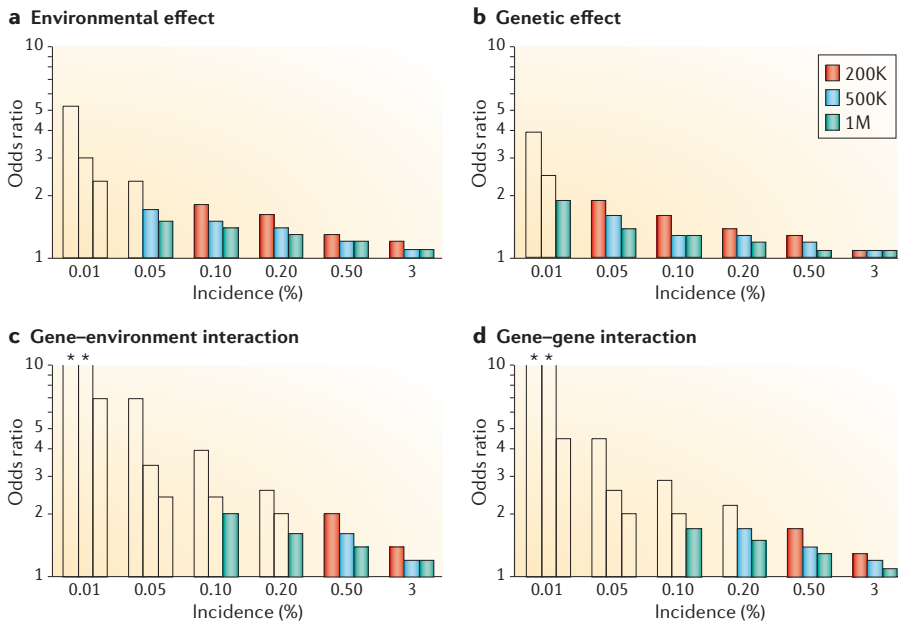 a Environmental effect
10
5
4
3
2
1
Odds ratio
0.01 0.05 0.10 0.20 0.50 3
Incidence (%)
b Genetic effect
10
5
4
3
2
1
Odds ratio
200K
500K
1M
0.01 0.05 0.10 0.20 0.50 3
Incidence (%)
c Gene–environment interaction
* *
10
5
4
3
2
1
Odds ratio
0.01 0.05 0.10 0.20 0.50 3
Incidence (%)
d Gene–gene interaction
* *
10
5
4
3
2
1
Odds ratio
0.01 0.05 0.10 0.20 0.50 3
Incidence (%)